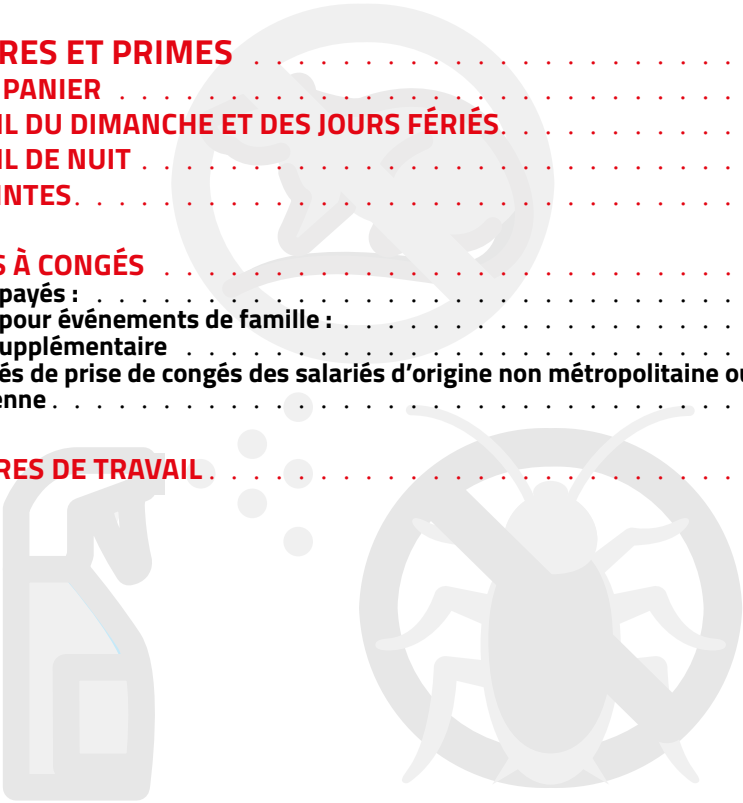 RES ET PRIMES . . . . . . . . . . . . . . . . . . . . .
PANIER . . . . . . . . . . . . . . . . . . . . . . . . . . .
IL DU DIMANCHE ET DES JOURS FÉRIÉS. . . . . . . . . .
IL DE NUIT . . . . . . . . . . . . . . . . . . . . . . . . . .
INTES. . . . . . . . . . . . . . . . . . . . . . . . . . . . .
S À CONGÉS . . . . . . . . . . . . . . . . . . . . . . . . .
payés : . . . . . . . . . . . . . . . . . . . . . . . . . . . .
pour événements de famille : . . . . . . . . . . . . . . . . .
upplémentaire . . . . . . . . . . . . . . . . . . . . . . . .
és de prise de congés des salariés d’origine non métropolitaine ou
enne . . . . . . . . . . . . . . . . . . . . . . . . . . . . . .
RES DE TRAVAIL . . . . . . . . . . . . . . . . . . . . . . .